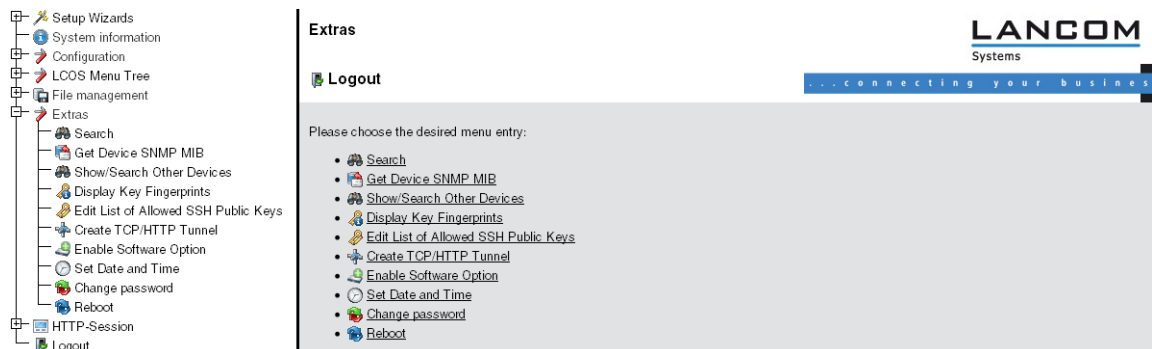 Setup Wizards
System information
Configuration
LCOS Menu Tree
File management
Extras
Search
Get Device SNMP MIB
Show/Search Other Devices
Display Key Fingerprints
Edit List of Allowed SSH Public Keys
Create TCP/HTTP Tunnel
Enable Software Option
Set Date and Time
Change password
Reboot
HTTP-Session
Logout
Extras
LANCOM
Systems
Logout
...connecting your busines
Please choose the desired menu entry:
• Search
• Get Device SNMP MIB
• Show/Search Other Devices
• Display Key Fingerprints
• Edit List of Allowed SSH Public Keys
• Create TCP/HTTP Tunnel
• Enable Software Option
• Set Date and Time
• Change password
• Reboot